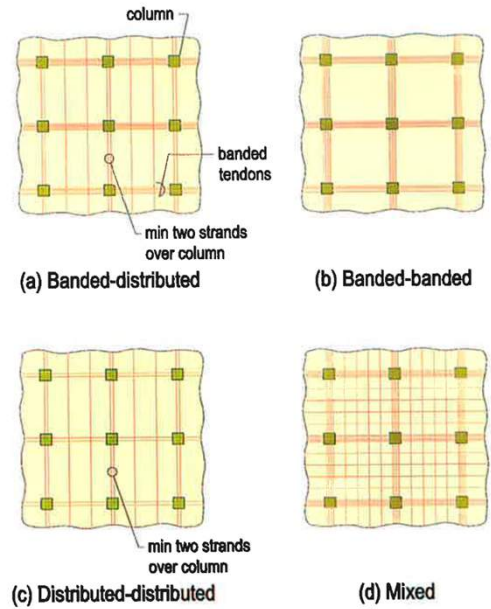 column
banded
tendons
min two strands
over column
(a) Banded-distributed
(b) Banded-banded
min two strands
over column
(c) Distributed-distributed
(d) Mixed